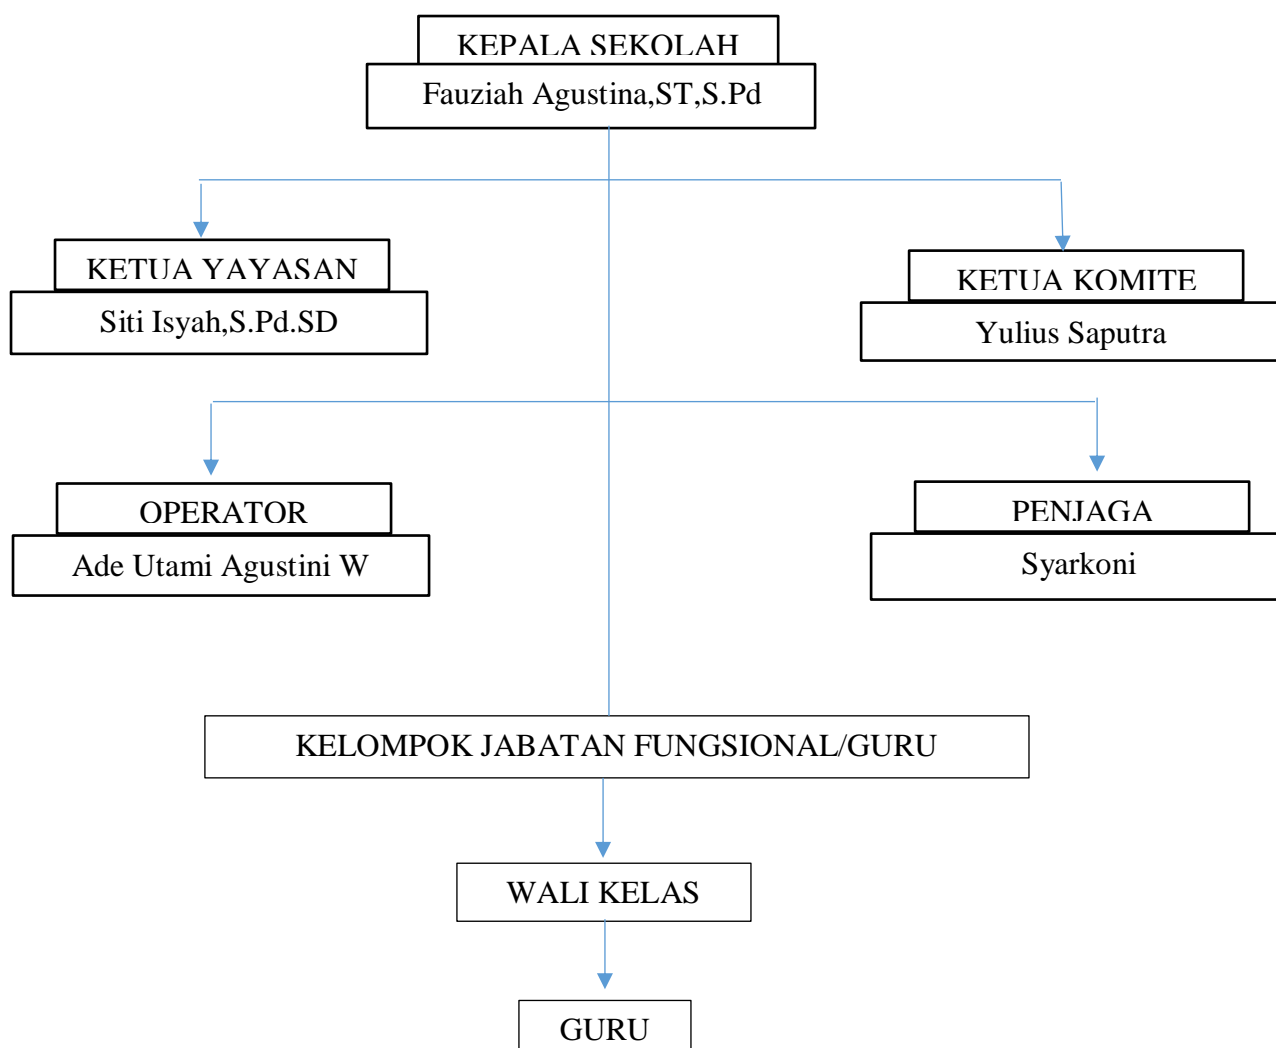 KEPALA SEKOLAH
Fauziah Agustina,ST,S.Pd
KETUA YAYASAN
Siti Isyah,S.Pd.SD
KETUA KOMITE
Yulius Saputra
OPERATOR
Ade Utami Agustini W
PENJAGA
Syarkoni
KELOMPOK JABATAN FUNGSIONAL/GURU
WALI KELAS
GURU